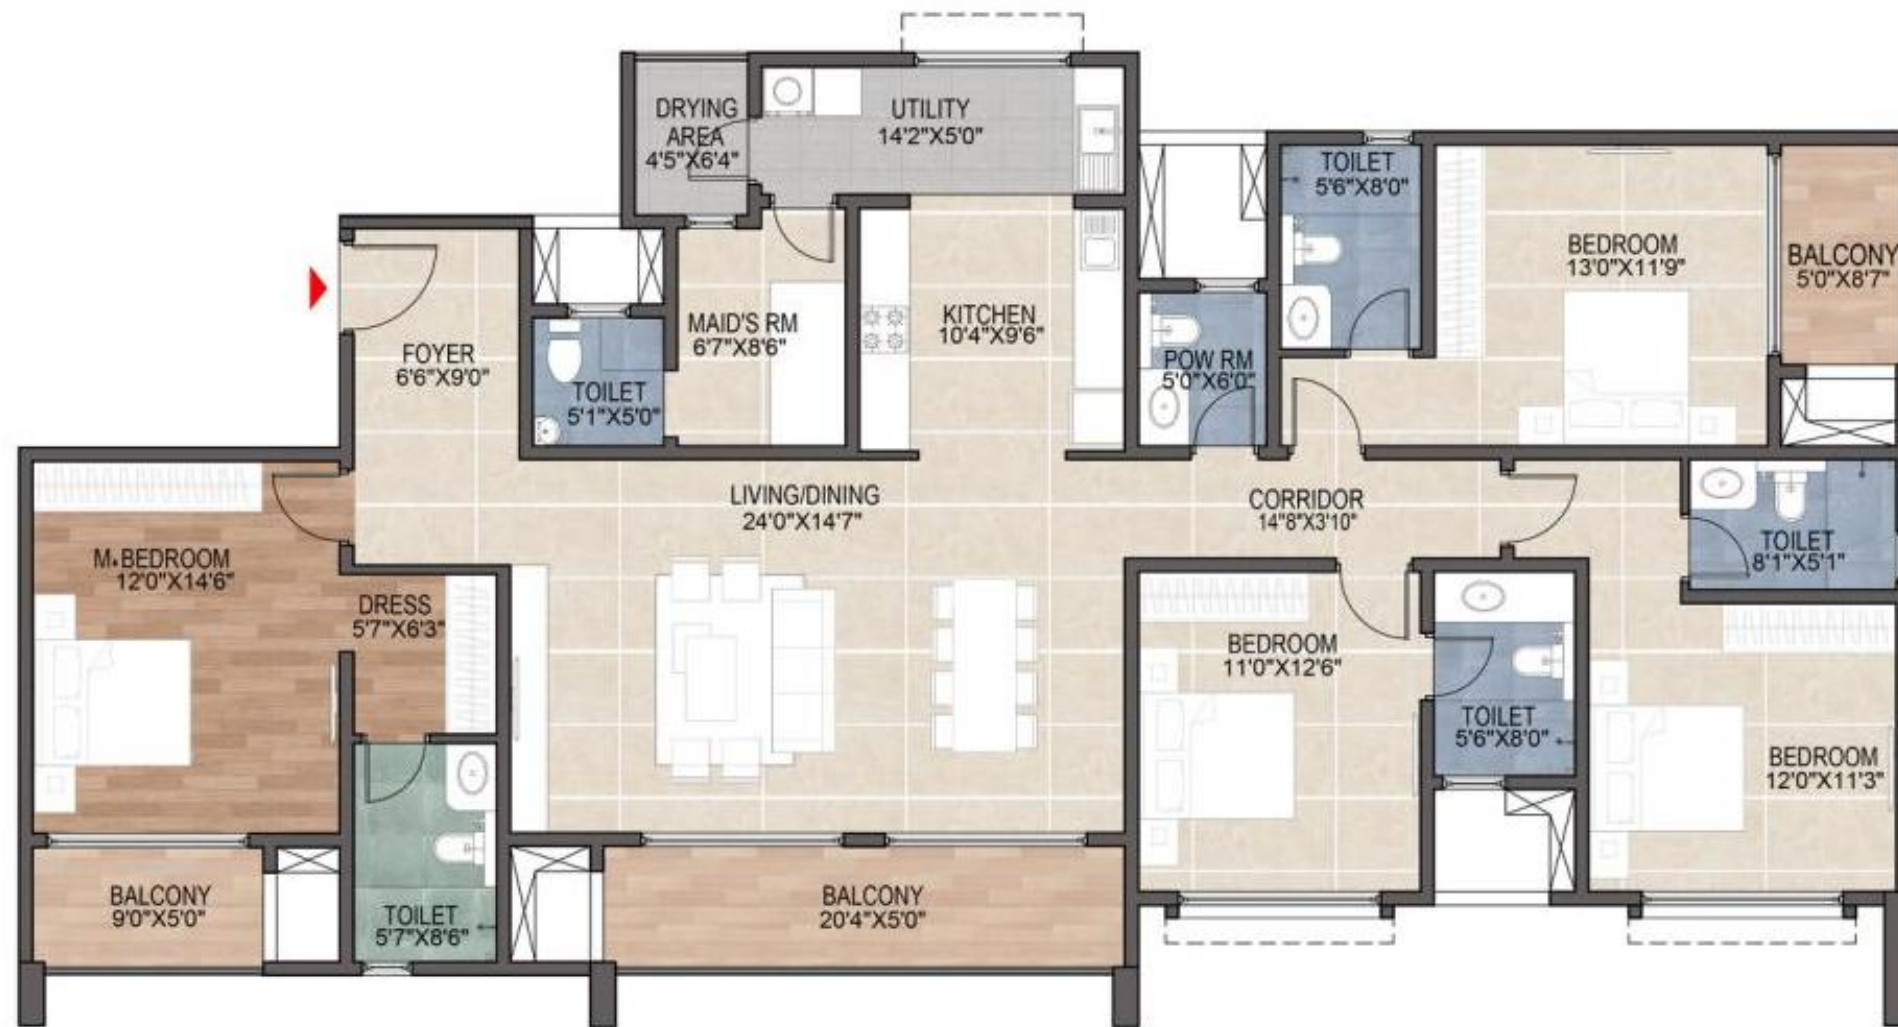 DRYING
AREA
4'5"X6'4"
UTILITY
14'2"X5'0"
TOILET
5'6"X8'0"
BEDROOM
13'0"X11'9"
BALCONY
5'0"X8'7"
FOYER
6'6"X9'0"
MAID'S RM
6'7"X8'6"
KITCHEN
10'4"X9'6"
POW RM
5'0"X6'0"
TOILET
5'1"X5'0"
LIVING/DINING
24'0"X14'7"
CORRIDOR
14"8"X3'10"
TOILET
8'1"X5'1"
M.BEDROOM
12'0"X14'6"
DRESS
5'7"X6'3"
BEDROOM
11'0"X12'6"
TOILET
5'6"X8'0"
BEDROOM
12'0"X11'3"
BALCONY
9'0"X5'0"
TOILET
5'7"X8'6"
BALCONY
20'4"X5'0"